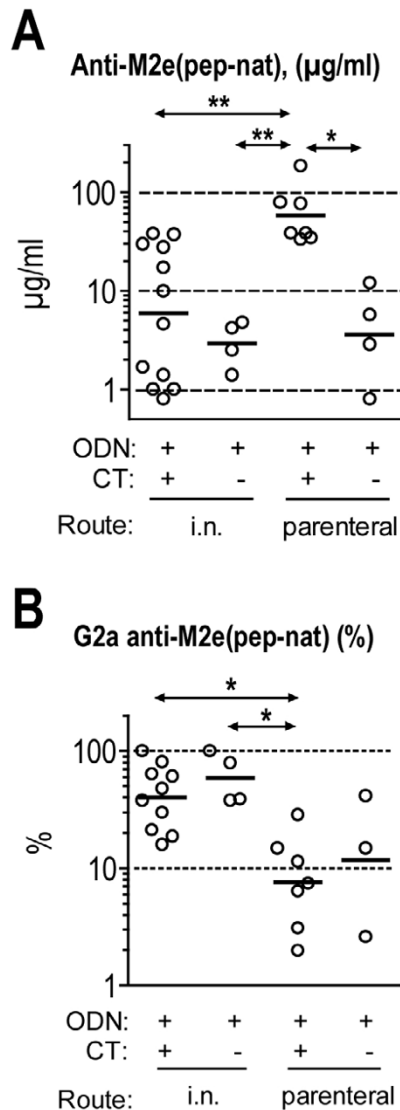 A
Anti-M2e(pep-nat), (µg/ml)
**
** *
100
10
1
µg/ml
ODN: + + + +
CT: + - + -
Route: i.n. parenteral
B
G2a anti-M2e(pep-nat) (%)
*
*
100
10
1
%
ODN: + + + +
CT: + - + -
Route: i.n. parenteral